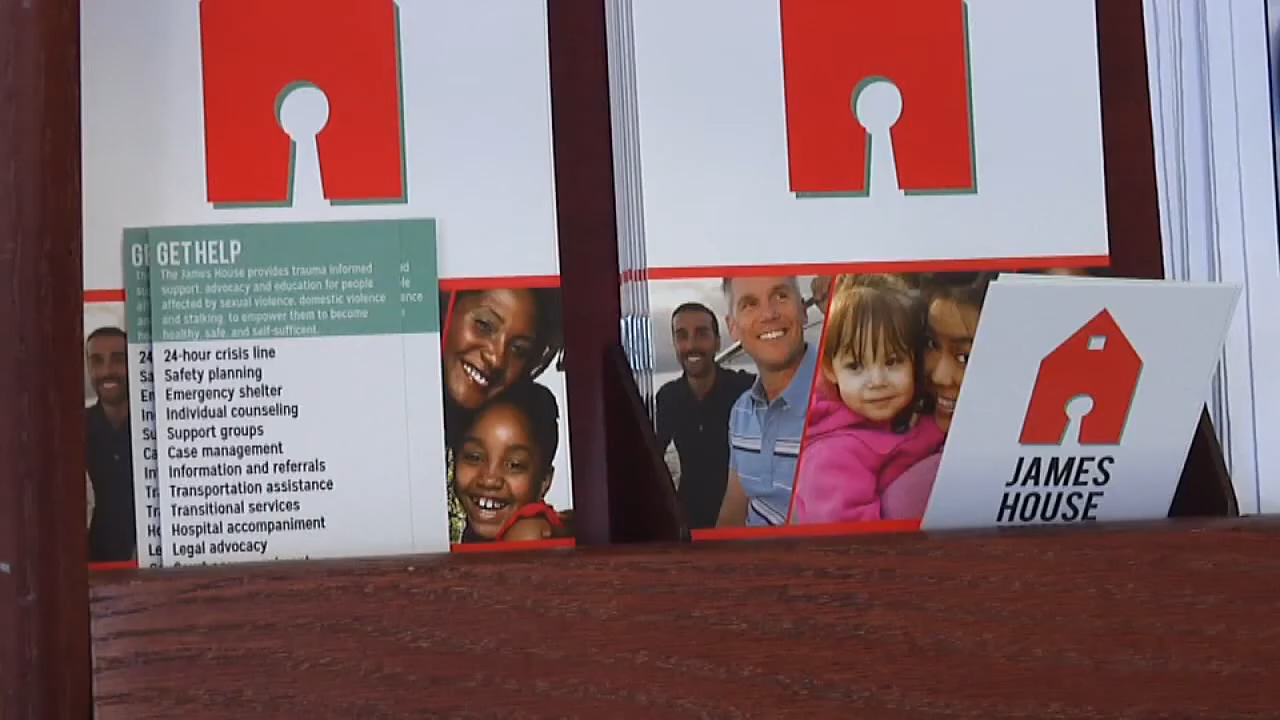 GET HELP
The James House provides trauma informed
support, advocacy and education for people
affected by sexual violence, domestic violence
and stalking, to empower them to become
healthy, safe, and self-sufficent.
24-hour crisis line
Safety planning
Emergency shelter
Individual counseling
Support groups
Case management
Information and referrals
Transportation assistance
Transitional services
Hospital accompaniment
Legal advocacy
JAMES
HOUSE